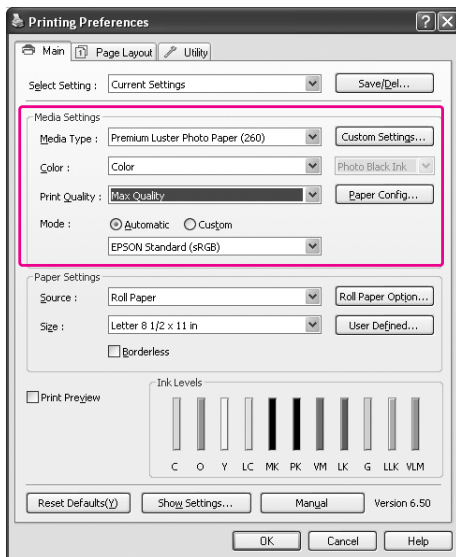 Printing Preferences
Main Page Layout Utility
Select Setting : Current Settings Save/Del...
Media Settings
Media Type : Premium Luster Photo Paper (260) Custom Settings...
Color : Color Photo Black Ink
Print Quality : Max Quality Paper Config...
Mode : Automatic Custom
EPSON Standard (sRGB)
Paper Settings
Source : Roll Paper Roll Paper Option...
Size : Letter 8 1/2 x 11 in User Defined...
Borderless
Print Preview
Ink Levels
C O Y LC MK PK VM LK G LLK VLM
Reset Defaults(Y) Show Settings... Manual Version 6.50
OK Cancel Help